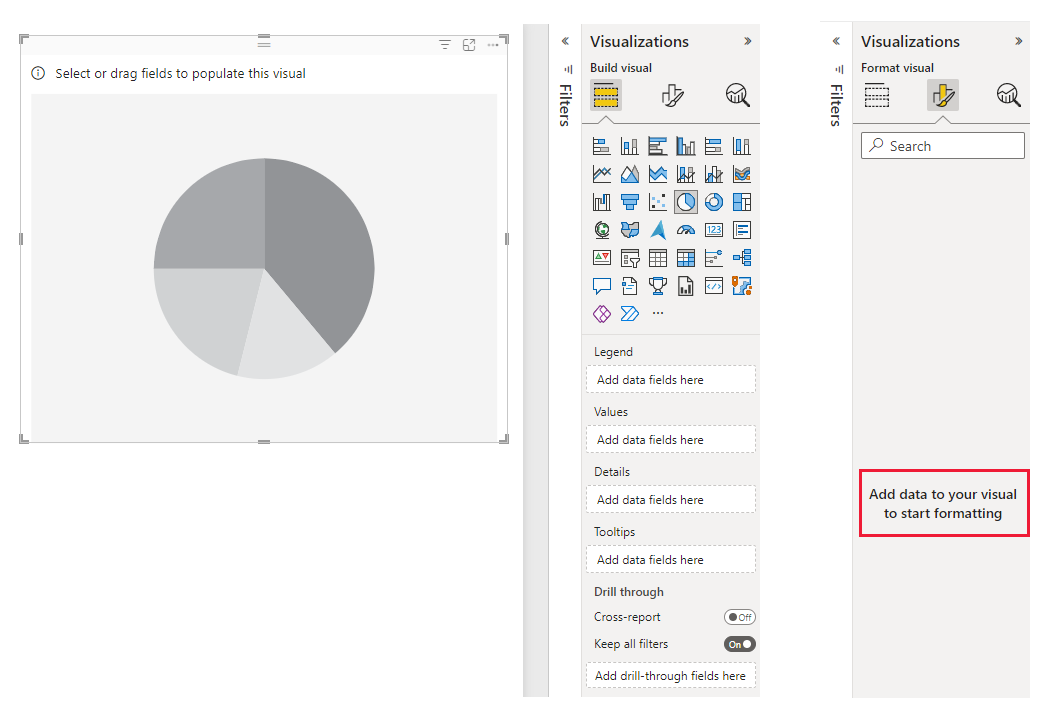 Select or drag fields to populate this visual
Filters
Visualizations
Build visual
123
Legend
Add data fields here
Values
Add data fields here
Details
Add data fields here
Tooltips
Add data fields here
Drill through
Cross-report
Off
Keep all filters
On
Add drill-through fields here
Filters
Visualizations
Format visual
Search
Add data to your visual
to start formatting